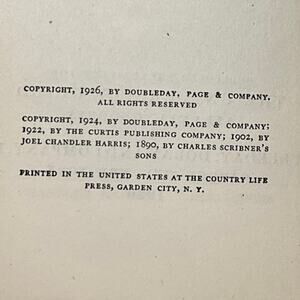 COPYRIGHT, 1926, BY DOUBLEDAY, PAGE & COMPANY.
ALL RIGHTS RESERVED
COPYRIGHT, 1924, BY DOUBLEDAY, PAGE & COMPANY;
1922, BY THE CURTIS PUBLISHING COMPANY; 1902, BY
JOEL CHANDLER HARRIS; 1890, BY CHARLES SCRIBNER'S
SONS
PRINTED IN THE UNITED STATES AT THE COUNTRY LIFE
PRESS, GARDEN CITY, N. Y.